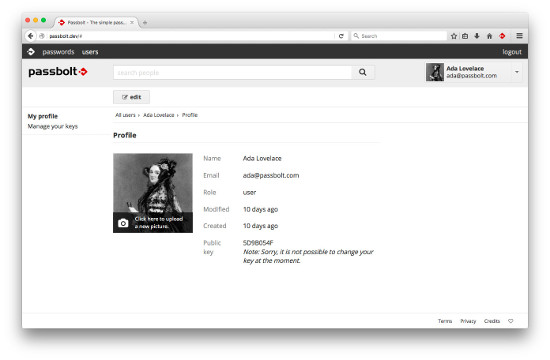 Passbolt - The simple pass...
passbolt.dev/#
Search
passwords
users
logout
passbolt
search people
Ada Lovelace
ada@passbolt.com
edit
My profile
Manage your keys
All users › Ada Lovelace › Profile
Profile
Click here to upload
a new picture.
Name Ada Lovelace
Email ada@passbolt.com
Role user
Modified 10 days ago
Created 10 days ago
Public key
5D9B054F
Note: Sorry, it is not possible to change your
key at the moment.
Terms Privacy Credits